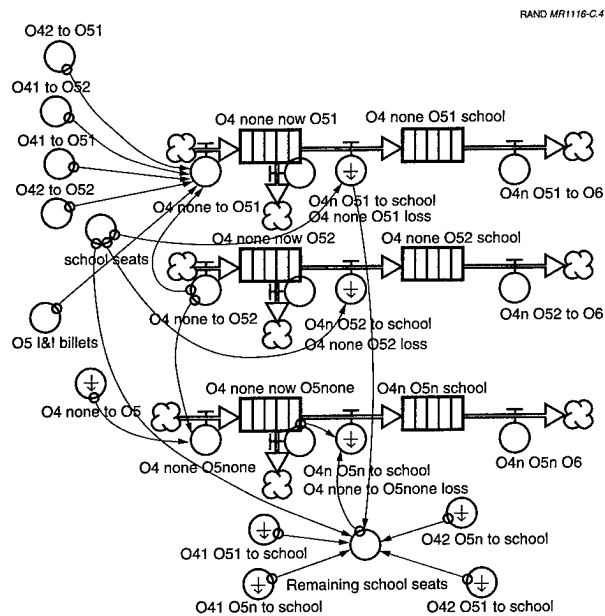 RAND MR1116-C.4
O42 to O51
O41 to O52
O41 to O51
O42 to O52
O4 none now O51
O4 none O51 school
O4 none to O51
O4n O51 to school
O4n O51 to O6
O4 none O51 loss
school seats
O4 none now O52
O4 none O52 school
O5 I&I billets
O4 none to O52
O4n O52 to school
O4n O52 to O6
O4 none O52 loss
O4 none to O5
O4 none now O5none
O4n O5n school
O4 none O5none
O4n O5n to school
O4n O5n O6
O4 none to O5none loss
O41 O51 to school
O42 O5n to school
Remaining school seats
O41 O5n to school
O42 O51 to school